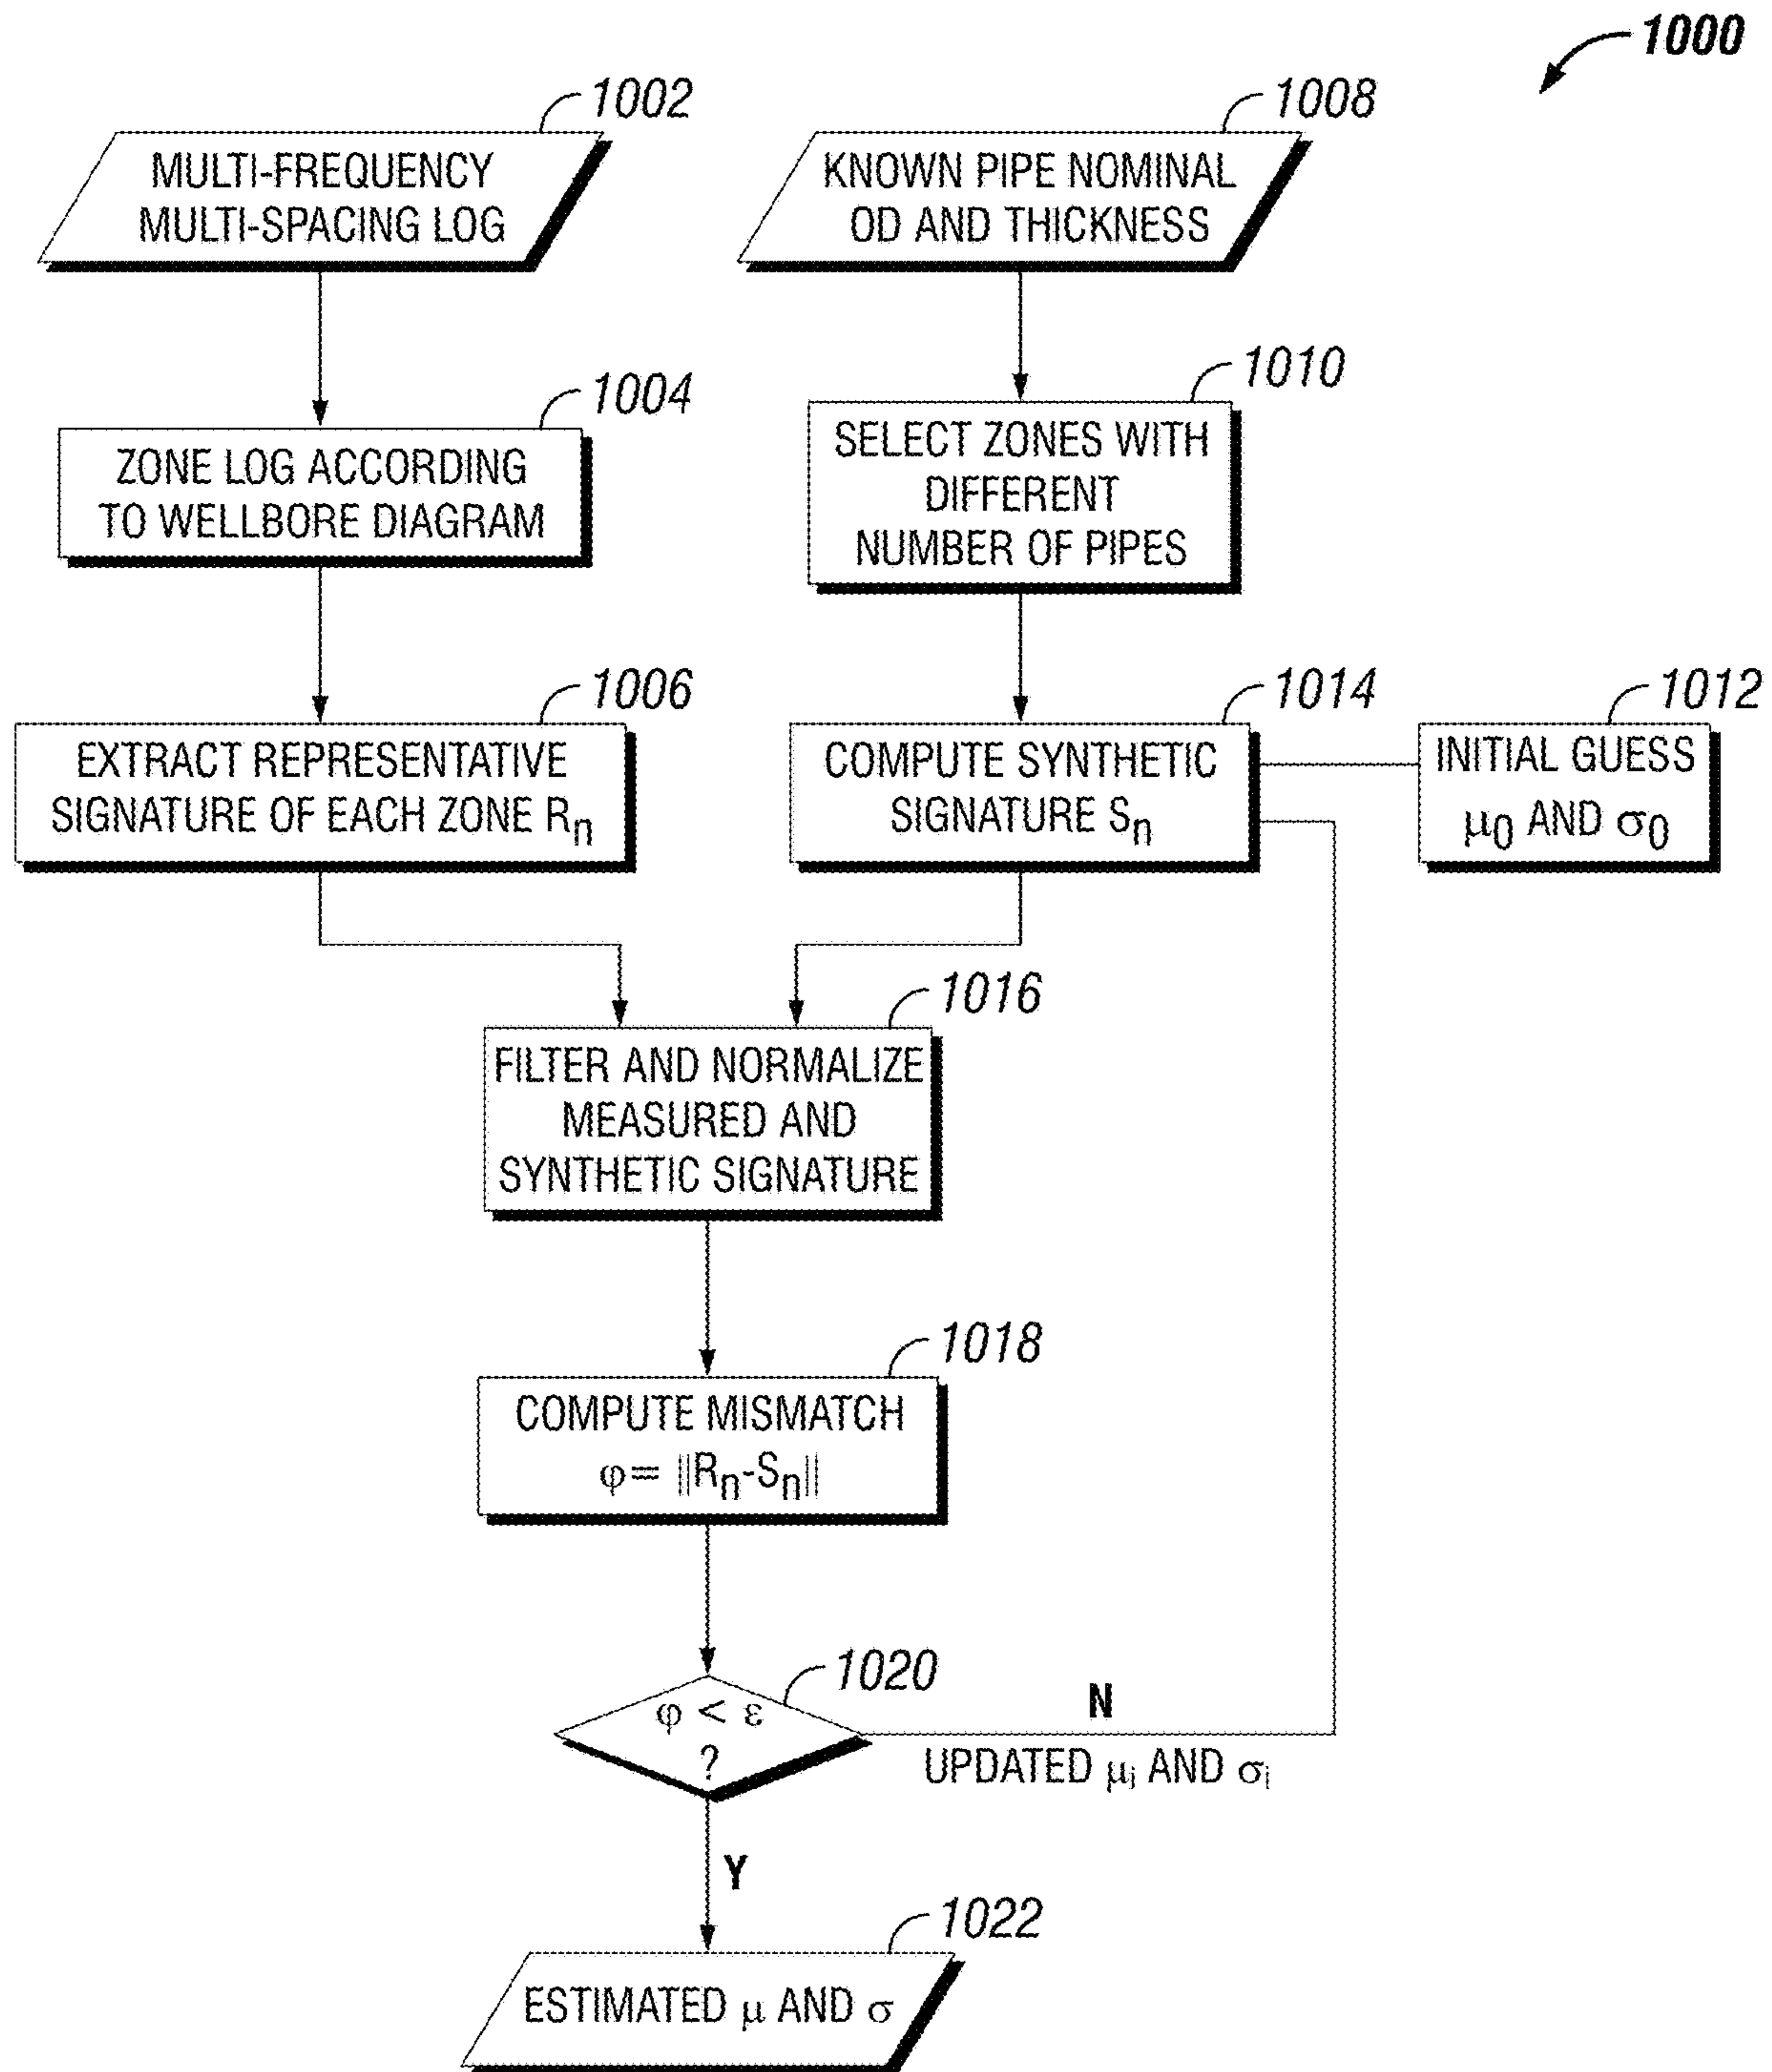 1000
1002
MULTI-FREQUENCY
MULTI-SPACING LOG
1008
KNOWN PIPE NOMINAL
OD AND THICKNESS
1004
ZONE LOG ACCORDING
TO WELLBORE DIAGRAM
1010
SELECT ZONES WITH
DIFFERENT
NUMBER OF PIPES
1006
EXTRACT REPRESENTATIVE
SIGNATURE OF EACH ZONE Rn
1014
COMPUTE SYNTHETIC
SIGNATURE Sn
1012
INITIAL GUESS
μ0 AND σ0
1016
FILTER AND NORMALIZE
MEASURED AND
SYNTHETIC SIGNATURE
1018
COMPUTE MISMATCH
φ= ||Rn-Sn||
1020
φ < ε
?
N
UPDATED μi AND σi
Y
1022
ESTIMATED μ AND σ